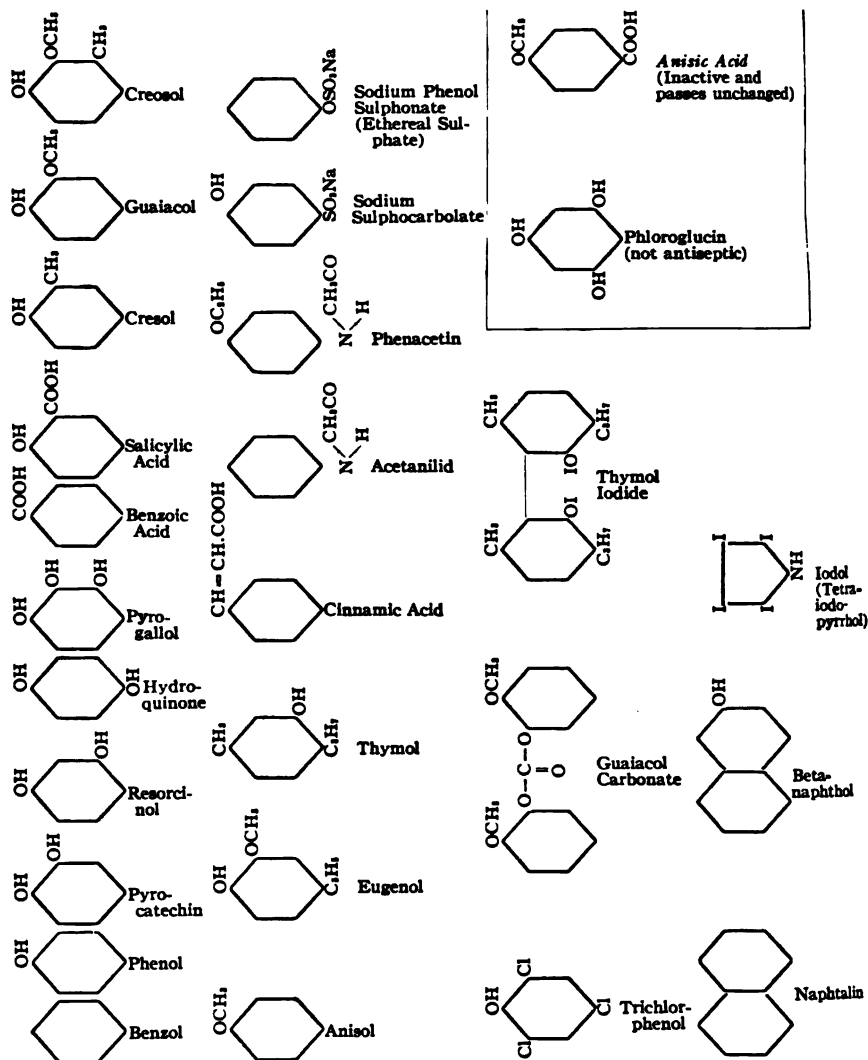 OH
OCH₃
CH₃
Creosol
OSO₃Na
Sodium Phenol
Sulphonate
(Ethereal Sul-
phate)
OCH₃
COOH
Anisic Acid
(Inactive and
passes unchanged)
OH
OCH₃
Guaiacol
OH
SO₃Na
Sodium
Sulphocarbolate
OH
OH
OH
Phloroglucin
(not antiseptic)
OH
CH₃
Cresol
OC₂H₅
CH₃CO
N
H
Phenacetin
OH
COOH
Salicylic
Acid
CH₃CO
N
H
Acetanilid
CH₃
C₃H₇
IO
OI
CH₃
C₃H₇
Thymol
Iodide
COOH
Benzoic
Acid
CH=CH.COOH
Cinnamic Acid
I
I
I
I
NH
Iodol
(Tetra-
iodo-
pyrrhol)
OH
OH
OH
Pyro-
gallol
OH
OH
Hydro-
quinone
CH₃
OH
C₃H₇
Thymol
OCH₃
O
C=O
O
OCH₃
Guaiacol
Carbonate
OH
Beta-
naphthol
OH
OH
Resorci-
nol
OH
OH
Pyro-
catechin
OH
OCH₃
C₃H₅
Eugenol
OH
Phenol
Benzol
OCH₃
Anisol
OH
Cl
Cl
Cl
Trichlor-
phenol
Naphtalin